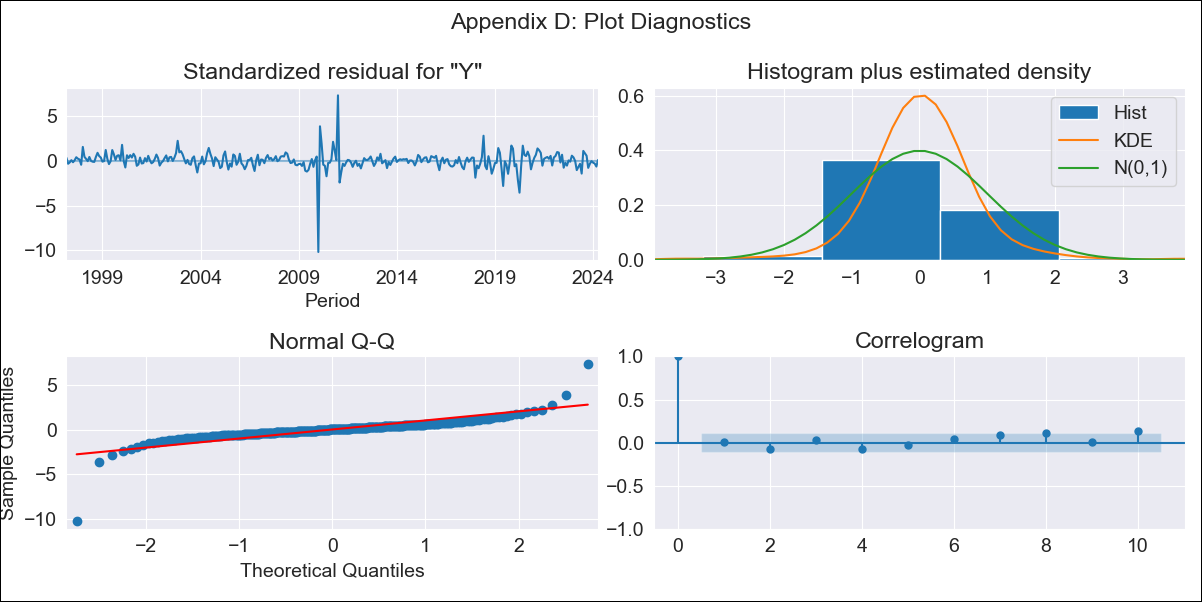 Appendix D: Plot Diagnostics
Standardized residual for "Y"
5
0
−5
−10
1999 2004 2009 2014 2019 2024
Period
Histogram plus estimated density
0.6
0.4
0.2
0.0
−3 −2 −1 0 1 2 3
Hist
KDE
N(0,1)
Normal Q-Q
Sample Quantiles
5
0
−5
−10
−2 −1 0 1 2
Theoretical Quantiles
Correlogram
1.0
0.5
0.0
−0.5
−1.0
0 2 4 6 8 10